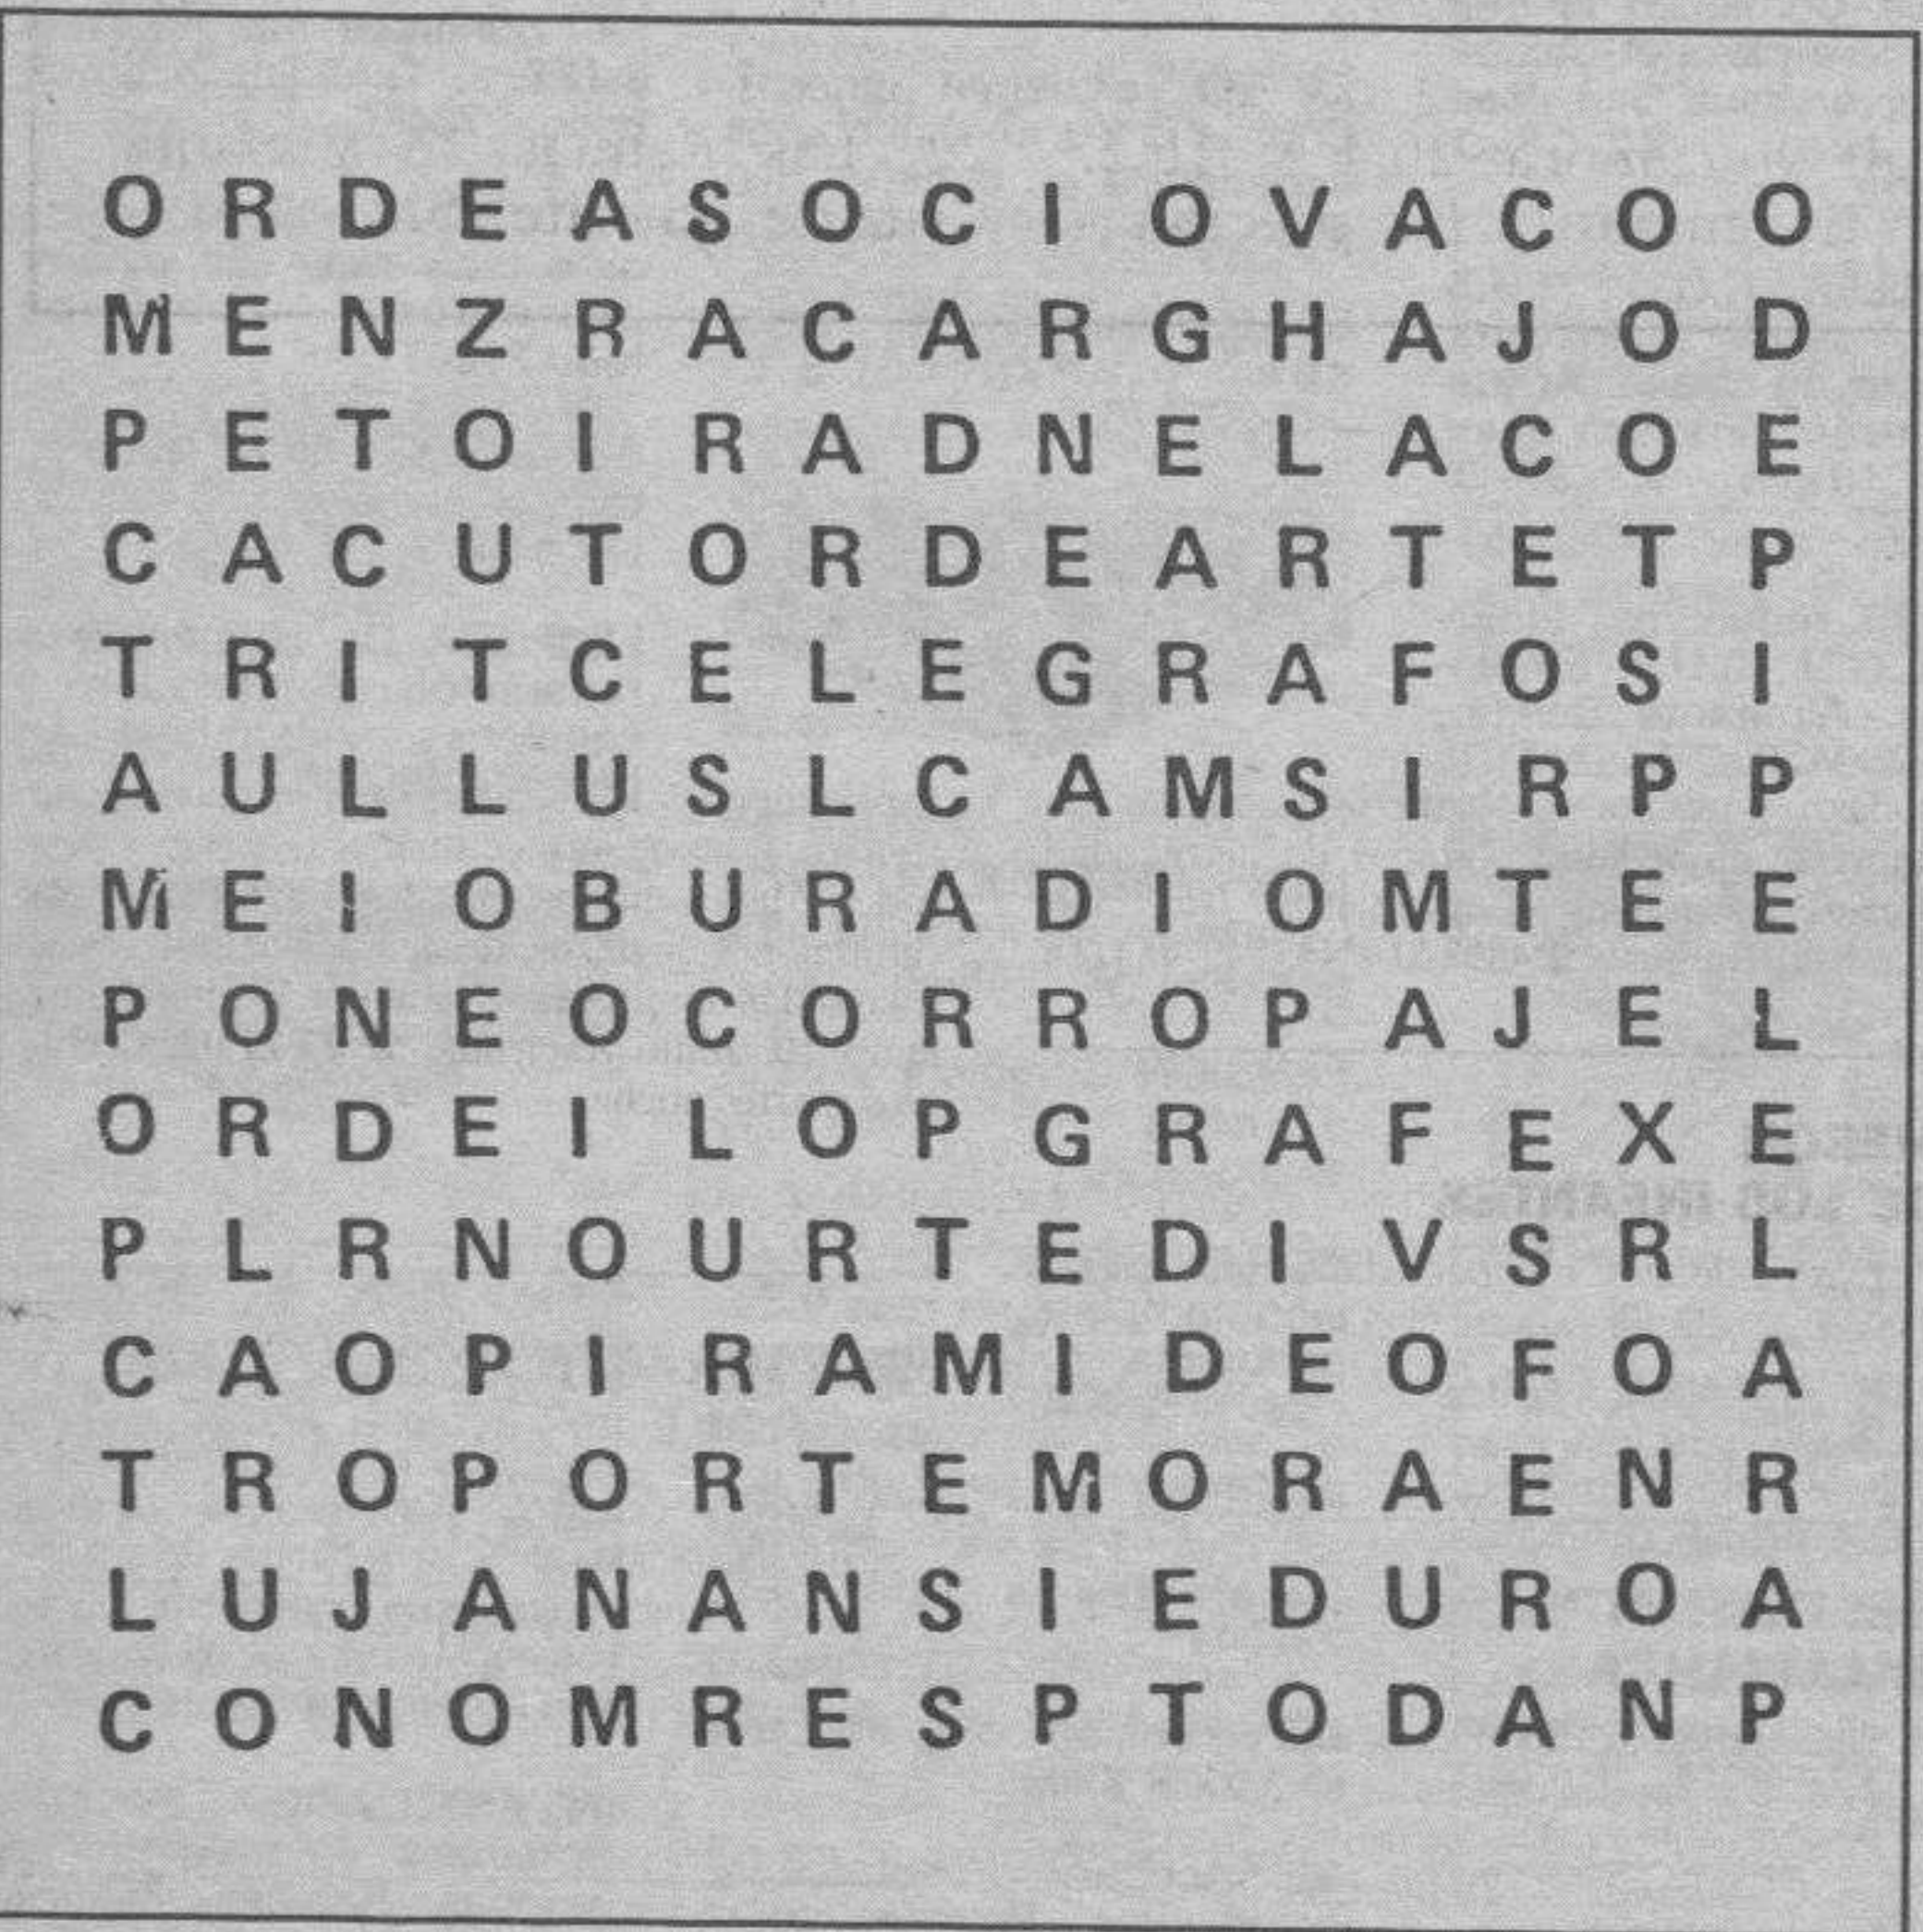 O R D E A S O C I O V A C O O
M E N Z R A C A R G H A J O D
P E T O I R A D N E L A C O E
C A C U T O R D E A R T E T P
T R I T C E L E G R A F O S I
A U L L U S L C A M S I R P P
M E I O B U R A D I O M T E E
P O N E O C O R R O P A J E L
O R D E I L O P G R A F E X E
P L R N O U R T E D I V S R L
C A O P I R A M I D E O F O A
T R O P O R T E M O R A E N R
L U J A N A N S I E D U R O A
C O N O M R E S P T O D A N P